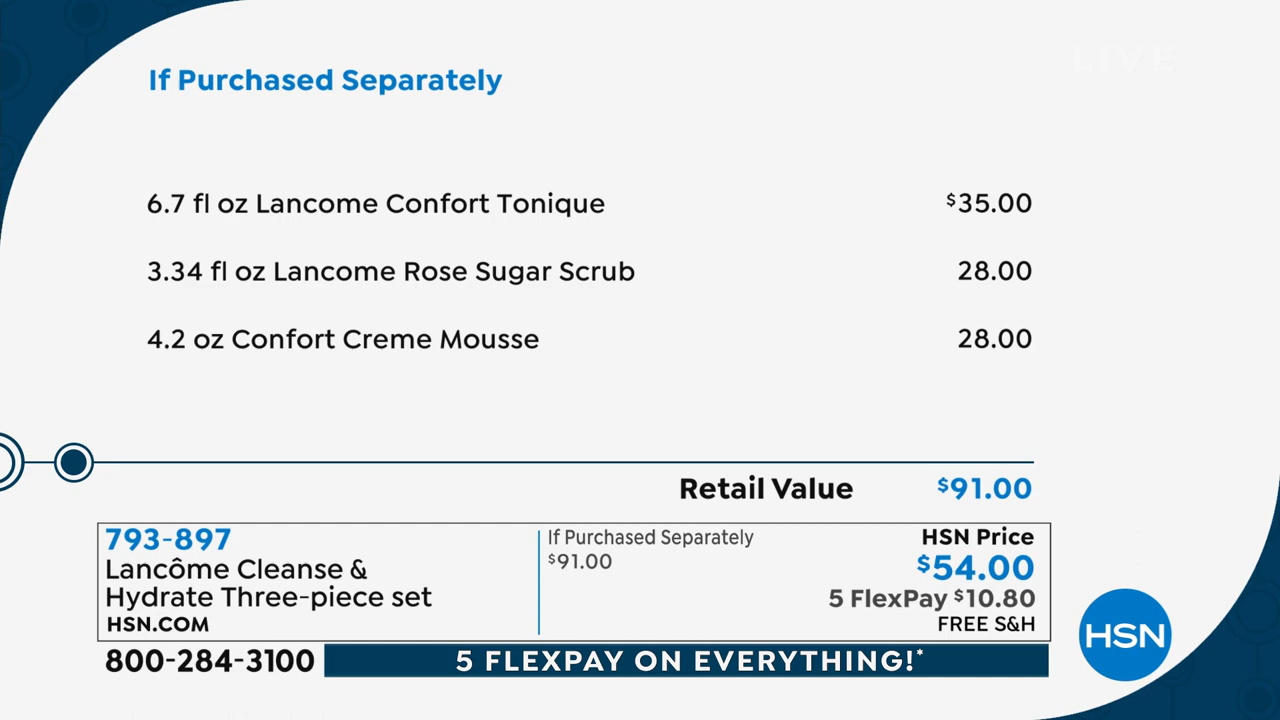 LIVE
If Purchased Separately
6.7 fl oz Lancome Confort Tonique $35.00
3.34 fl oz Lancome Rose Sugar Scrub 28.00
4.2 oz Confort Creme Mousse 28.00
Retail Value $91.00
793-897
Lancôme Cleanse &
Hydrate Three-piece set
HSN.COM
If Purchased Separately
$91.00
HSN Price
$54.00
5 FlexPay $10.80
FREE S&H
HSN
800-284-3100 5 FLEXPAY ON EVERYTHING!*